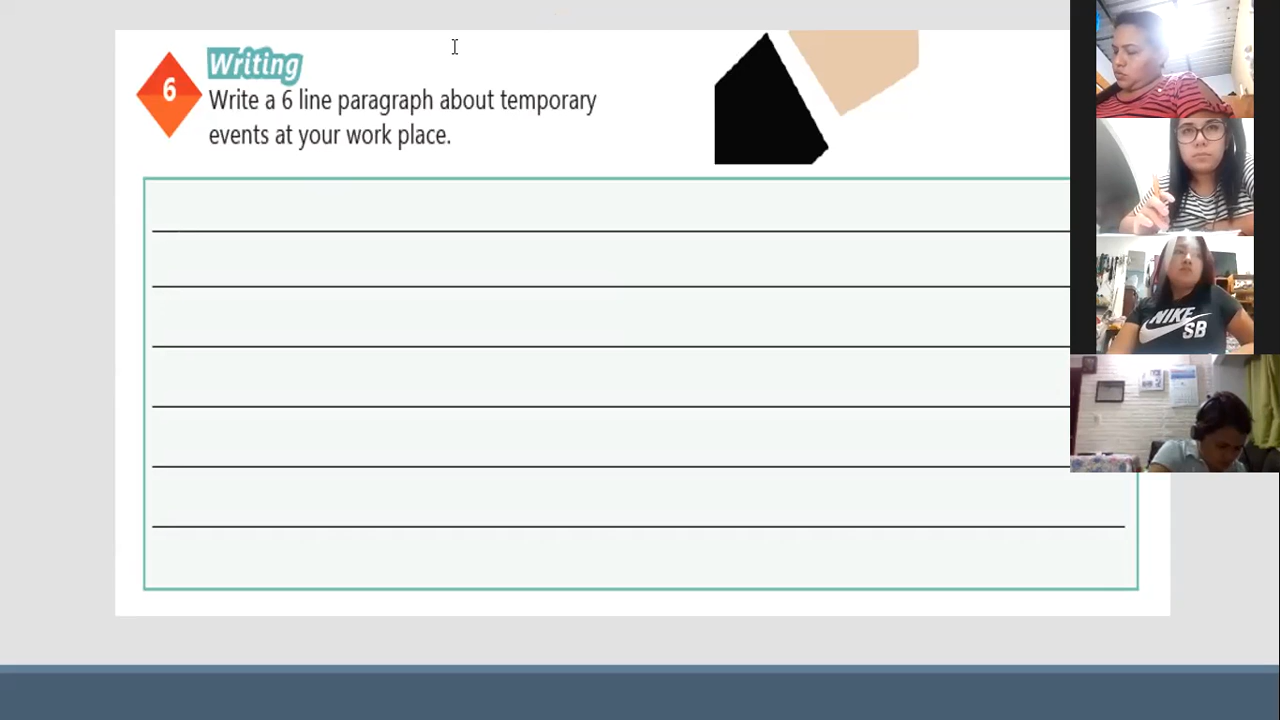 6
Writing
Write a 6 line paragraph about temporary
events at your work place.
NIKE
SB